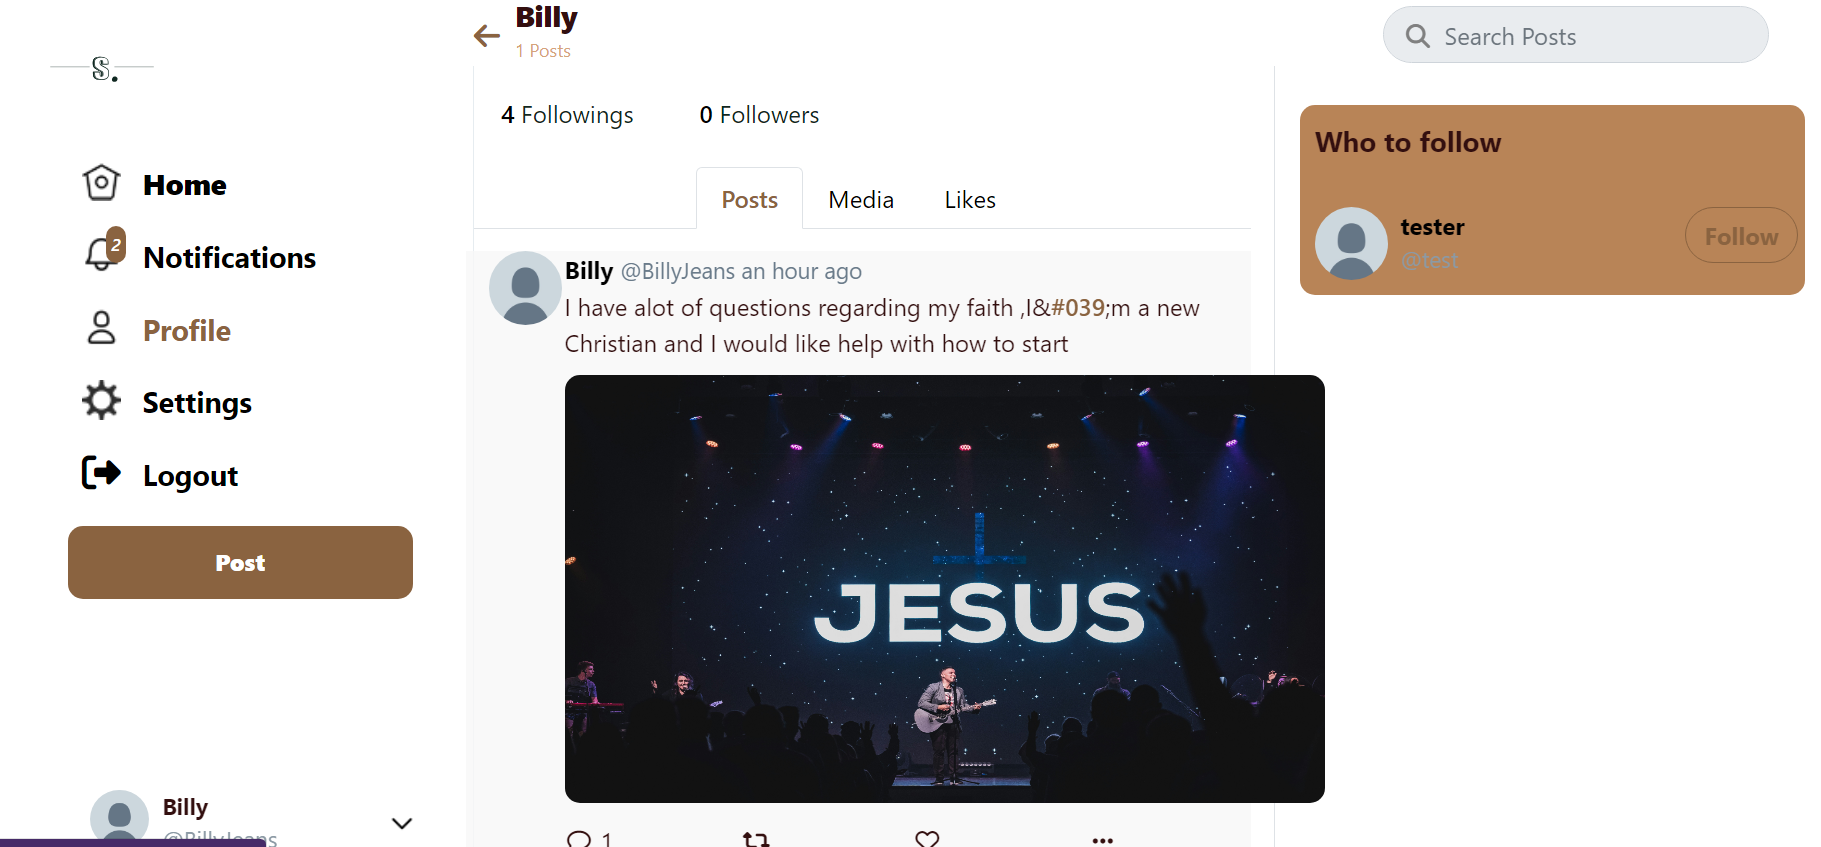 S.
Home
2
Notifications
Profile
Settings
Logout
Post
Billy
@BillyJeans
Billy
1 Posts
4 Followings
0 Followers
Posts
Media
Likes
Billy @BillyJeans an hour ago
I have alot of questions regarding my faith ,I&#039;m a new
Christian and I would like help with how to start
JESUS
1
Search Posts
Who to follow
tester
@test
Follow